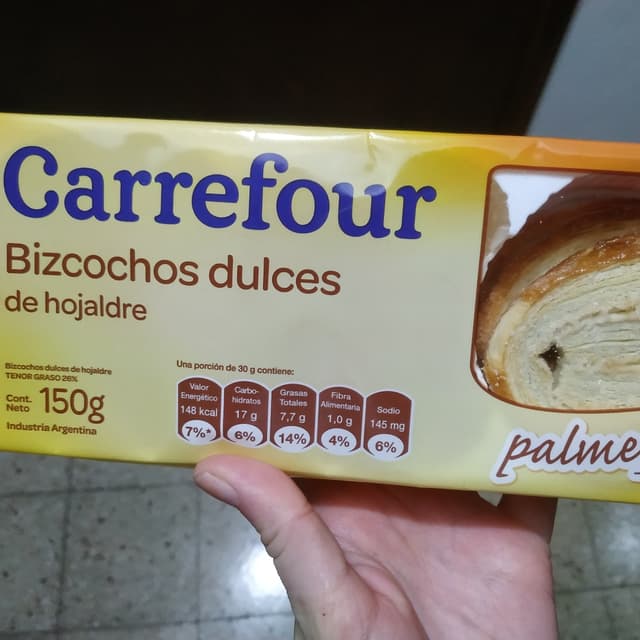 Carrefour
Bizcochos dulces
de hojaldre
Bizcochos dulces de hojaldre
TENOR GRASO 26%
Cont.
Neto 150g
Industria Argentina
Una porción de 30 g contiene:
Valor
Energético
148 kcal
7%*
Carbo-
hidratos
17 g
6%
Grasas
Totales
7,7 g
14%
Fibra
Alimentaria
1,0 g
4%
Sodio
145 mg
6%